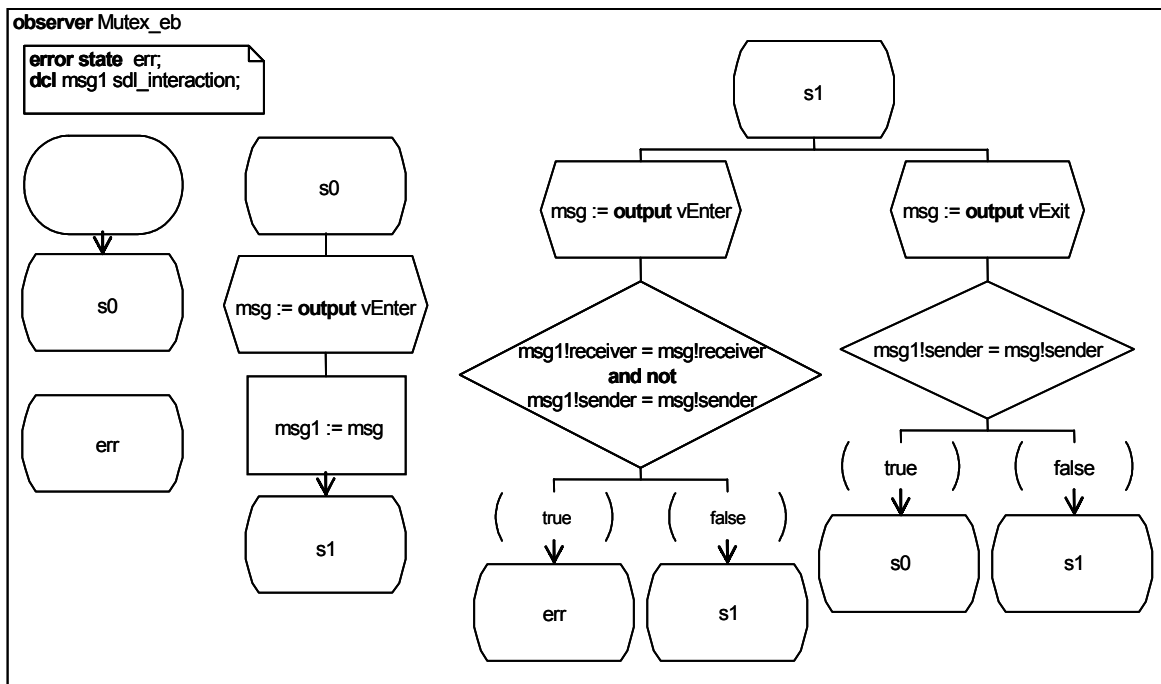 observer Mutex_eb
error state err;
dcl msg1 sdl_interaction;
s0
err
s0
msg := output vEnter
msg1 := msg
s1
s1
msg := output vEnter
msg1!receiver = msg!receiver
and not
msg1!sender = msg!sender
( true )
( false )
err
s1
msg := output vExit
msg1!sender = msg!sender
( true )
( false )
s0
s1